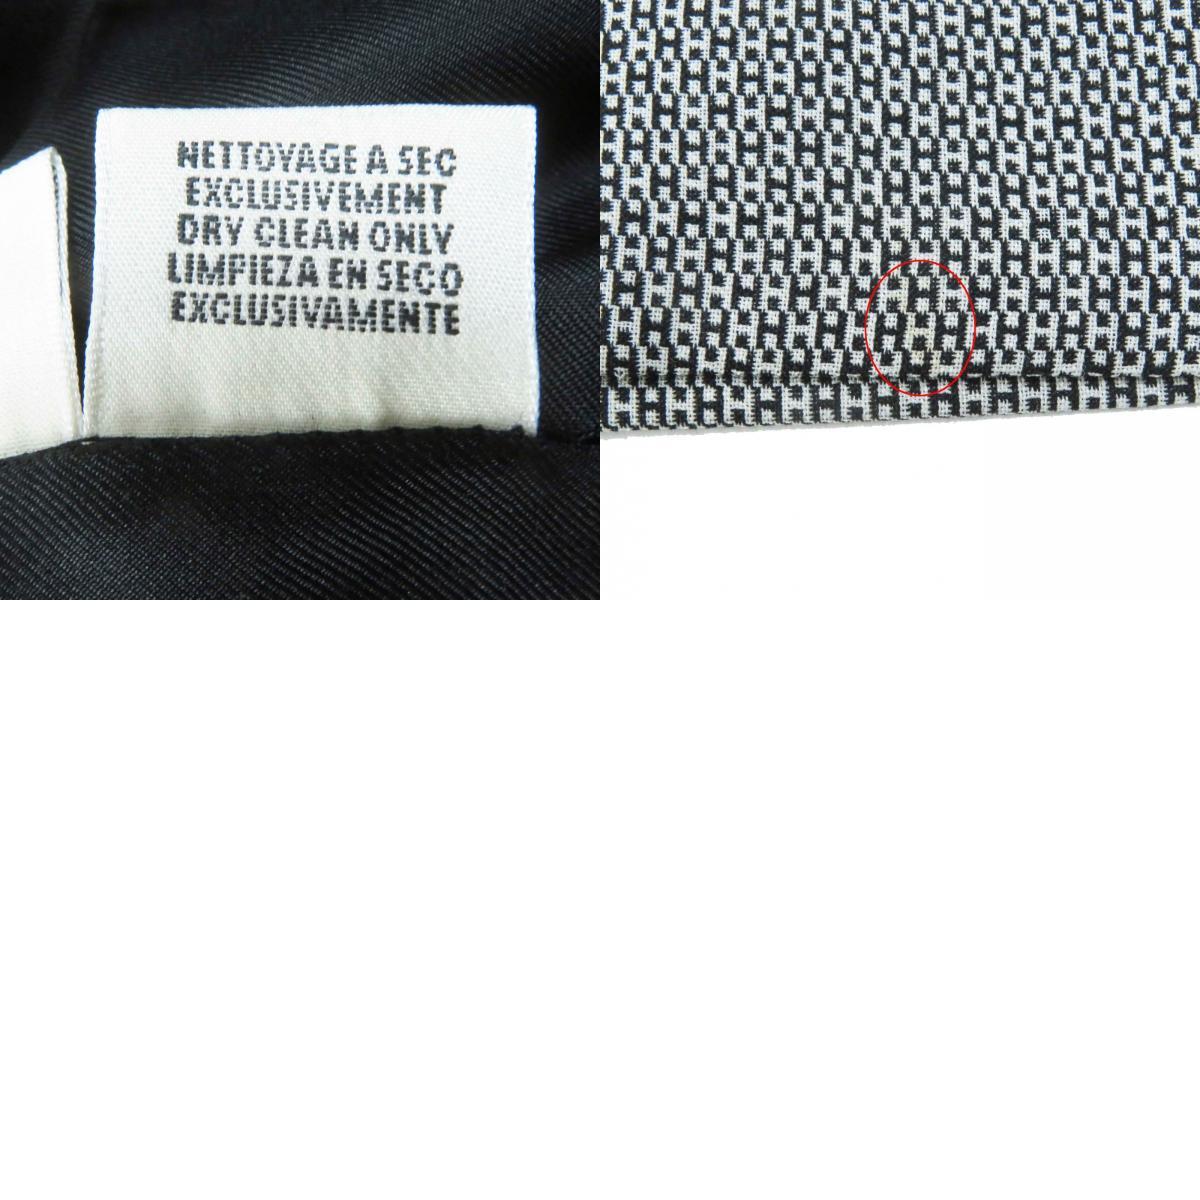 NETTOYAGE A SEC
EXCLUSIVEMENT
DRY CLEAN ONLY
LIMPIEZA EN SECO
EXCLUSIVAMENTE